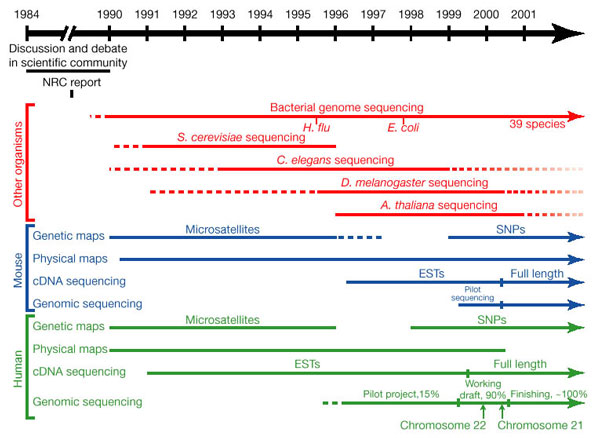 1984 1990 1991 1992 1993 1994 1995 1996 1997 1998 1999 2000 2001
Discussion and debate
in scientific community
NRC report
Other organisms
Bacterial genome sequencing
H. flu E. coli 39 species
S. cerevisiae sequencing
C. elegans sequencing
D. melanogaster sequencing
A. thaliana sequencing
Mouse
Genetic maps Microsatellites SNPs
Physical maps
cDNA sequencing ESTs Full length
Pilot
sequencing
Genomic sequencing
Human
Genetic maps Microsatellites SNPs
Physical maps
cDNA sequencing ESTs Full length
Working
draft, 90%
Genomic sequencing Pilot project,15% Finishing, ~100%
Chromosome 22 Chromosome 21